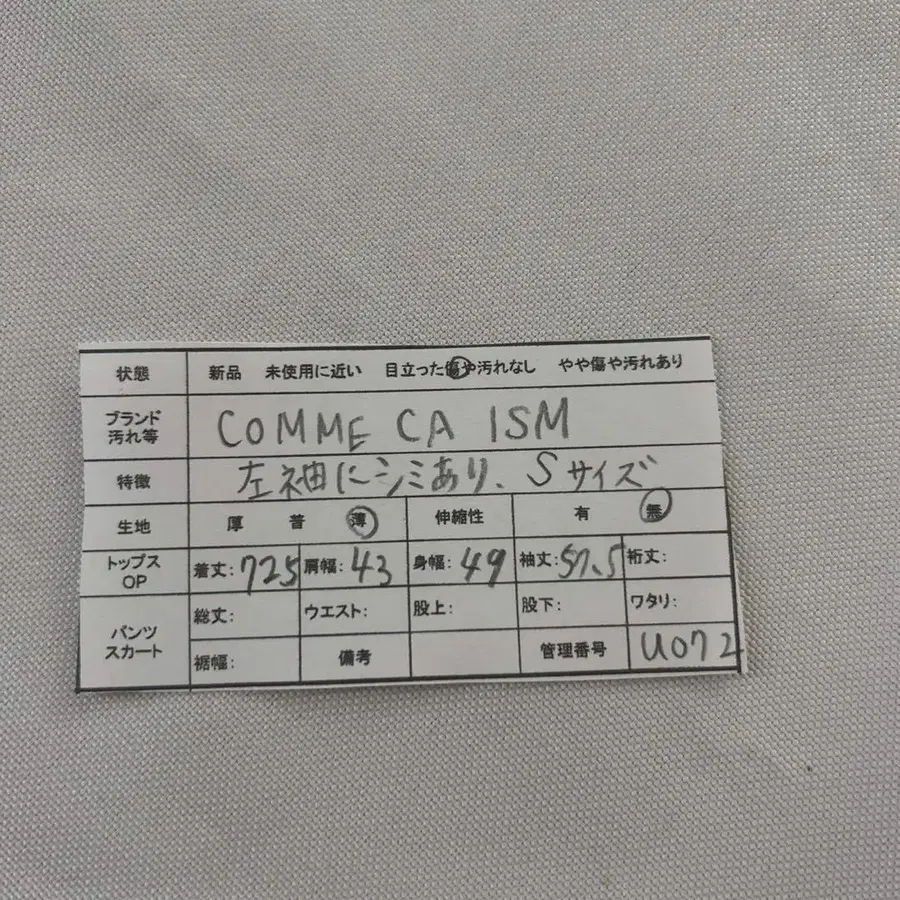 状態 新品 未使用に近い 目立った傷や汚れなし やや傷や汚れあり
ブランド
汚れ等
COMME CA ISM
特徴 左袖にシミあり、Sサイズ
生地 厚 普 薄 伸縮性 有 無
トップス
OP
着丈:725 肩幅:43 身幅:49 袖丈:57.5 裄丈:
パンツ
スカート
総丈: ウエスト: 股上: 股下: ワタリ:
裾幅: 備考 管理番号 U072